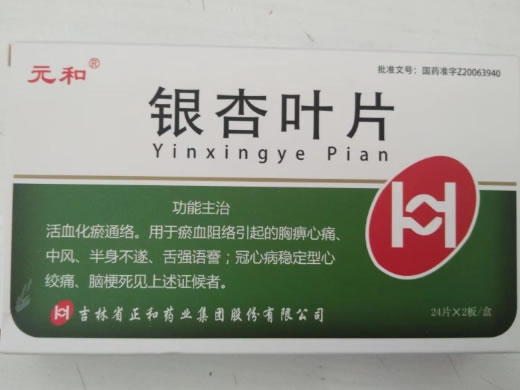 元和®
批准文号：国药准字Z20063940
银杏叶片
Yinxingye Pian
功能主治
活血化瘀通络。用于瘀血阻络引起的胸痹心痛、
中风、半身不遂、舌强语謇；冠心病稳定型心
绞痛、脑梗死见上述证候者。
吉林省正和药业集团股份有限公司
24片×2板/盒